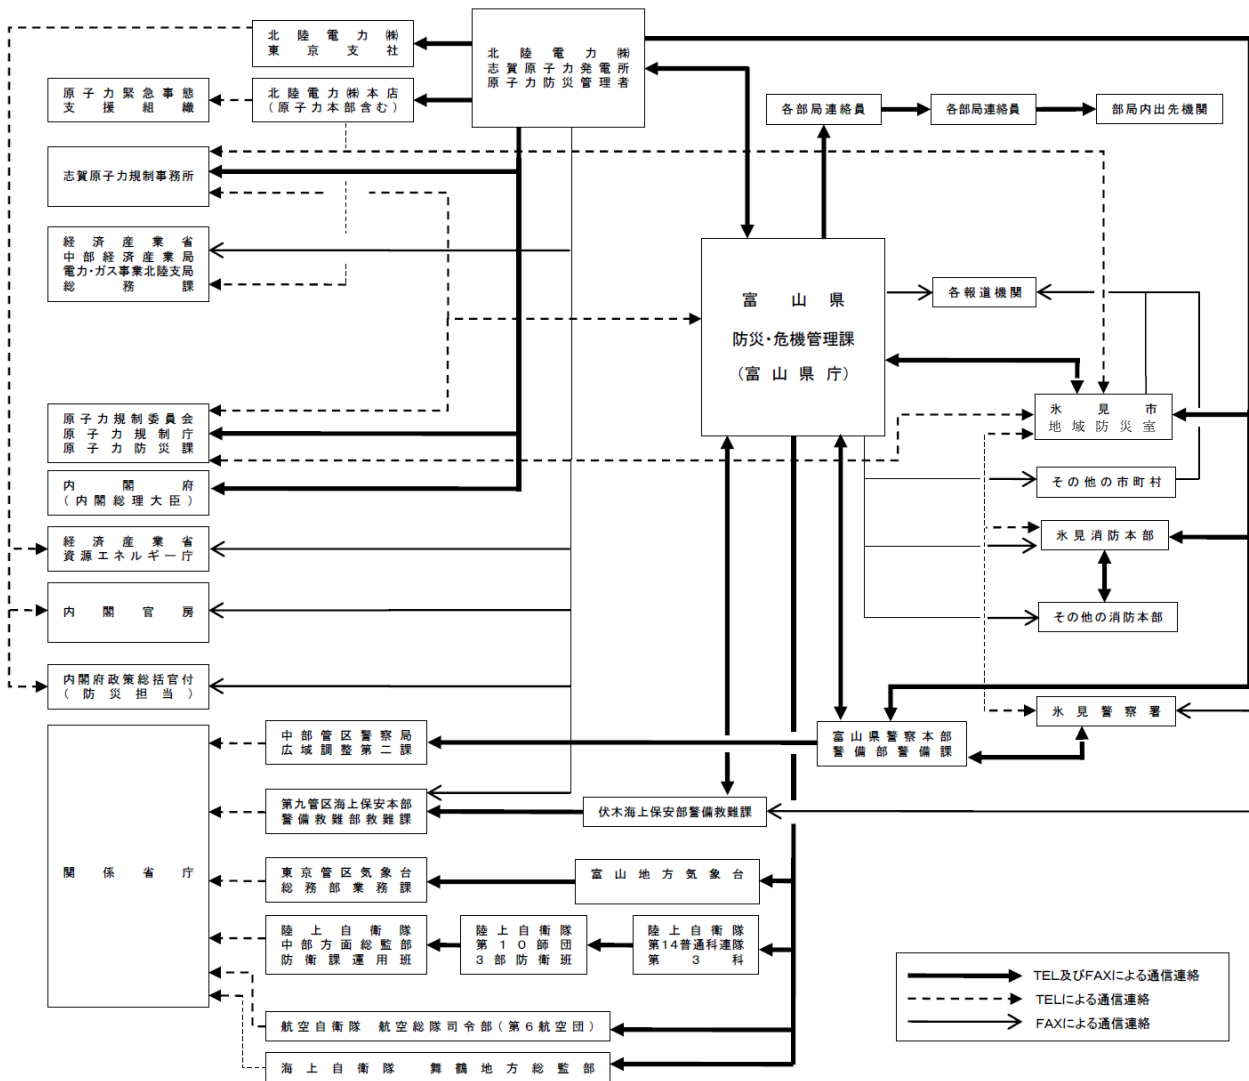 北陸電力㈱
東京支社
北陸電力㈱
志賀原子力発電所
原子力防災管理者
原子力緊急事態
支援組織
北陸電力㈱本店
(原子力本部含む)
各部局連絡員
各部局連絡員
部局内出先機関
志賀原子力規制事務所
経済産業省
中部経済産業局
電力・ガス事業北陸支局
総務課
富山県
防災・危機管理課
(富山県庁)
各報道機関
氷見市
地域防災室
原子力規制委員会
原子力規制庁
原子力防災課
内閣府
(内閣総理大臣)
その他の市町村
経済産業省
資源エネルギー庁
氷見消防本部
内閣官房
その他の消防本部
内閣府政策統括官付
(防災担当)
氷見警察署
中部管区警察局
広域調整第二課
富山県警察本部
警備部警備課
第九管区海上保安本部
警備救難部救難課
伏木海上保安部警備救難課
関係省庁
東京管区気象台
総務部業務課
富山地方気象台
陸上自衛隊
中部方面総監部
防衛課運用班
陸上自衛隊
第10師団
3部防衛班
陸上自衛隊
第14普通科連隊
第3科
航空自衛隊 航空総隊司令部(第6航空団)
海上自衛隊 舞鶴地方総監部
TEL及びFAXによる通信連絡
TELによる通信連絡
FAXによる通信連絡